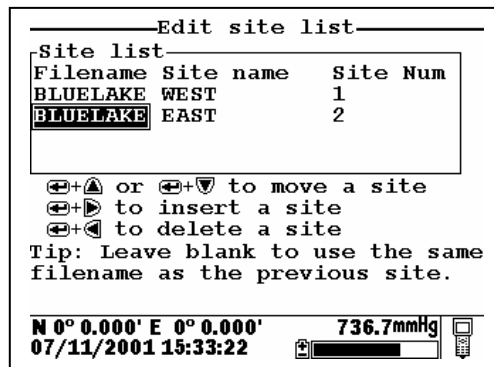 Edit site list
Site list
Filename Site name Site Num
BLUELAKE WEST 1
BLUELAKE EAST 2
+ or + to move a site
+ to insert a site
+ to delete a site
Tip: Leave blank to use the same
filename as the previous site.
N 0° 0.000' E 0° 0.000' 736.7mmHg
07/11/2001 15:33:22